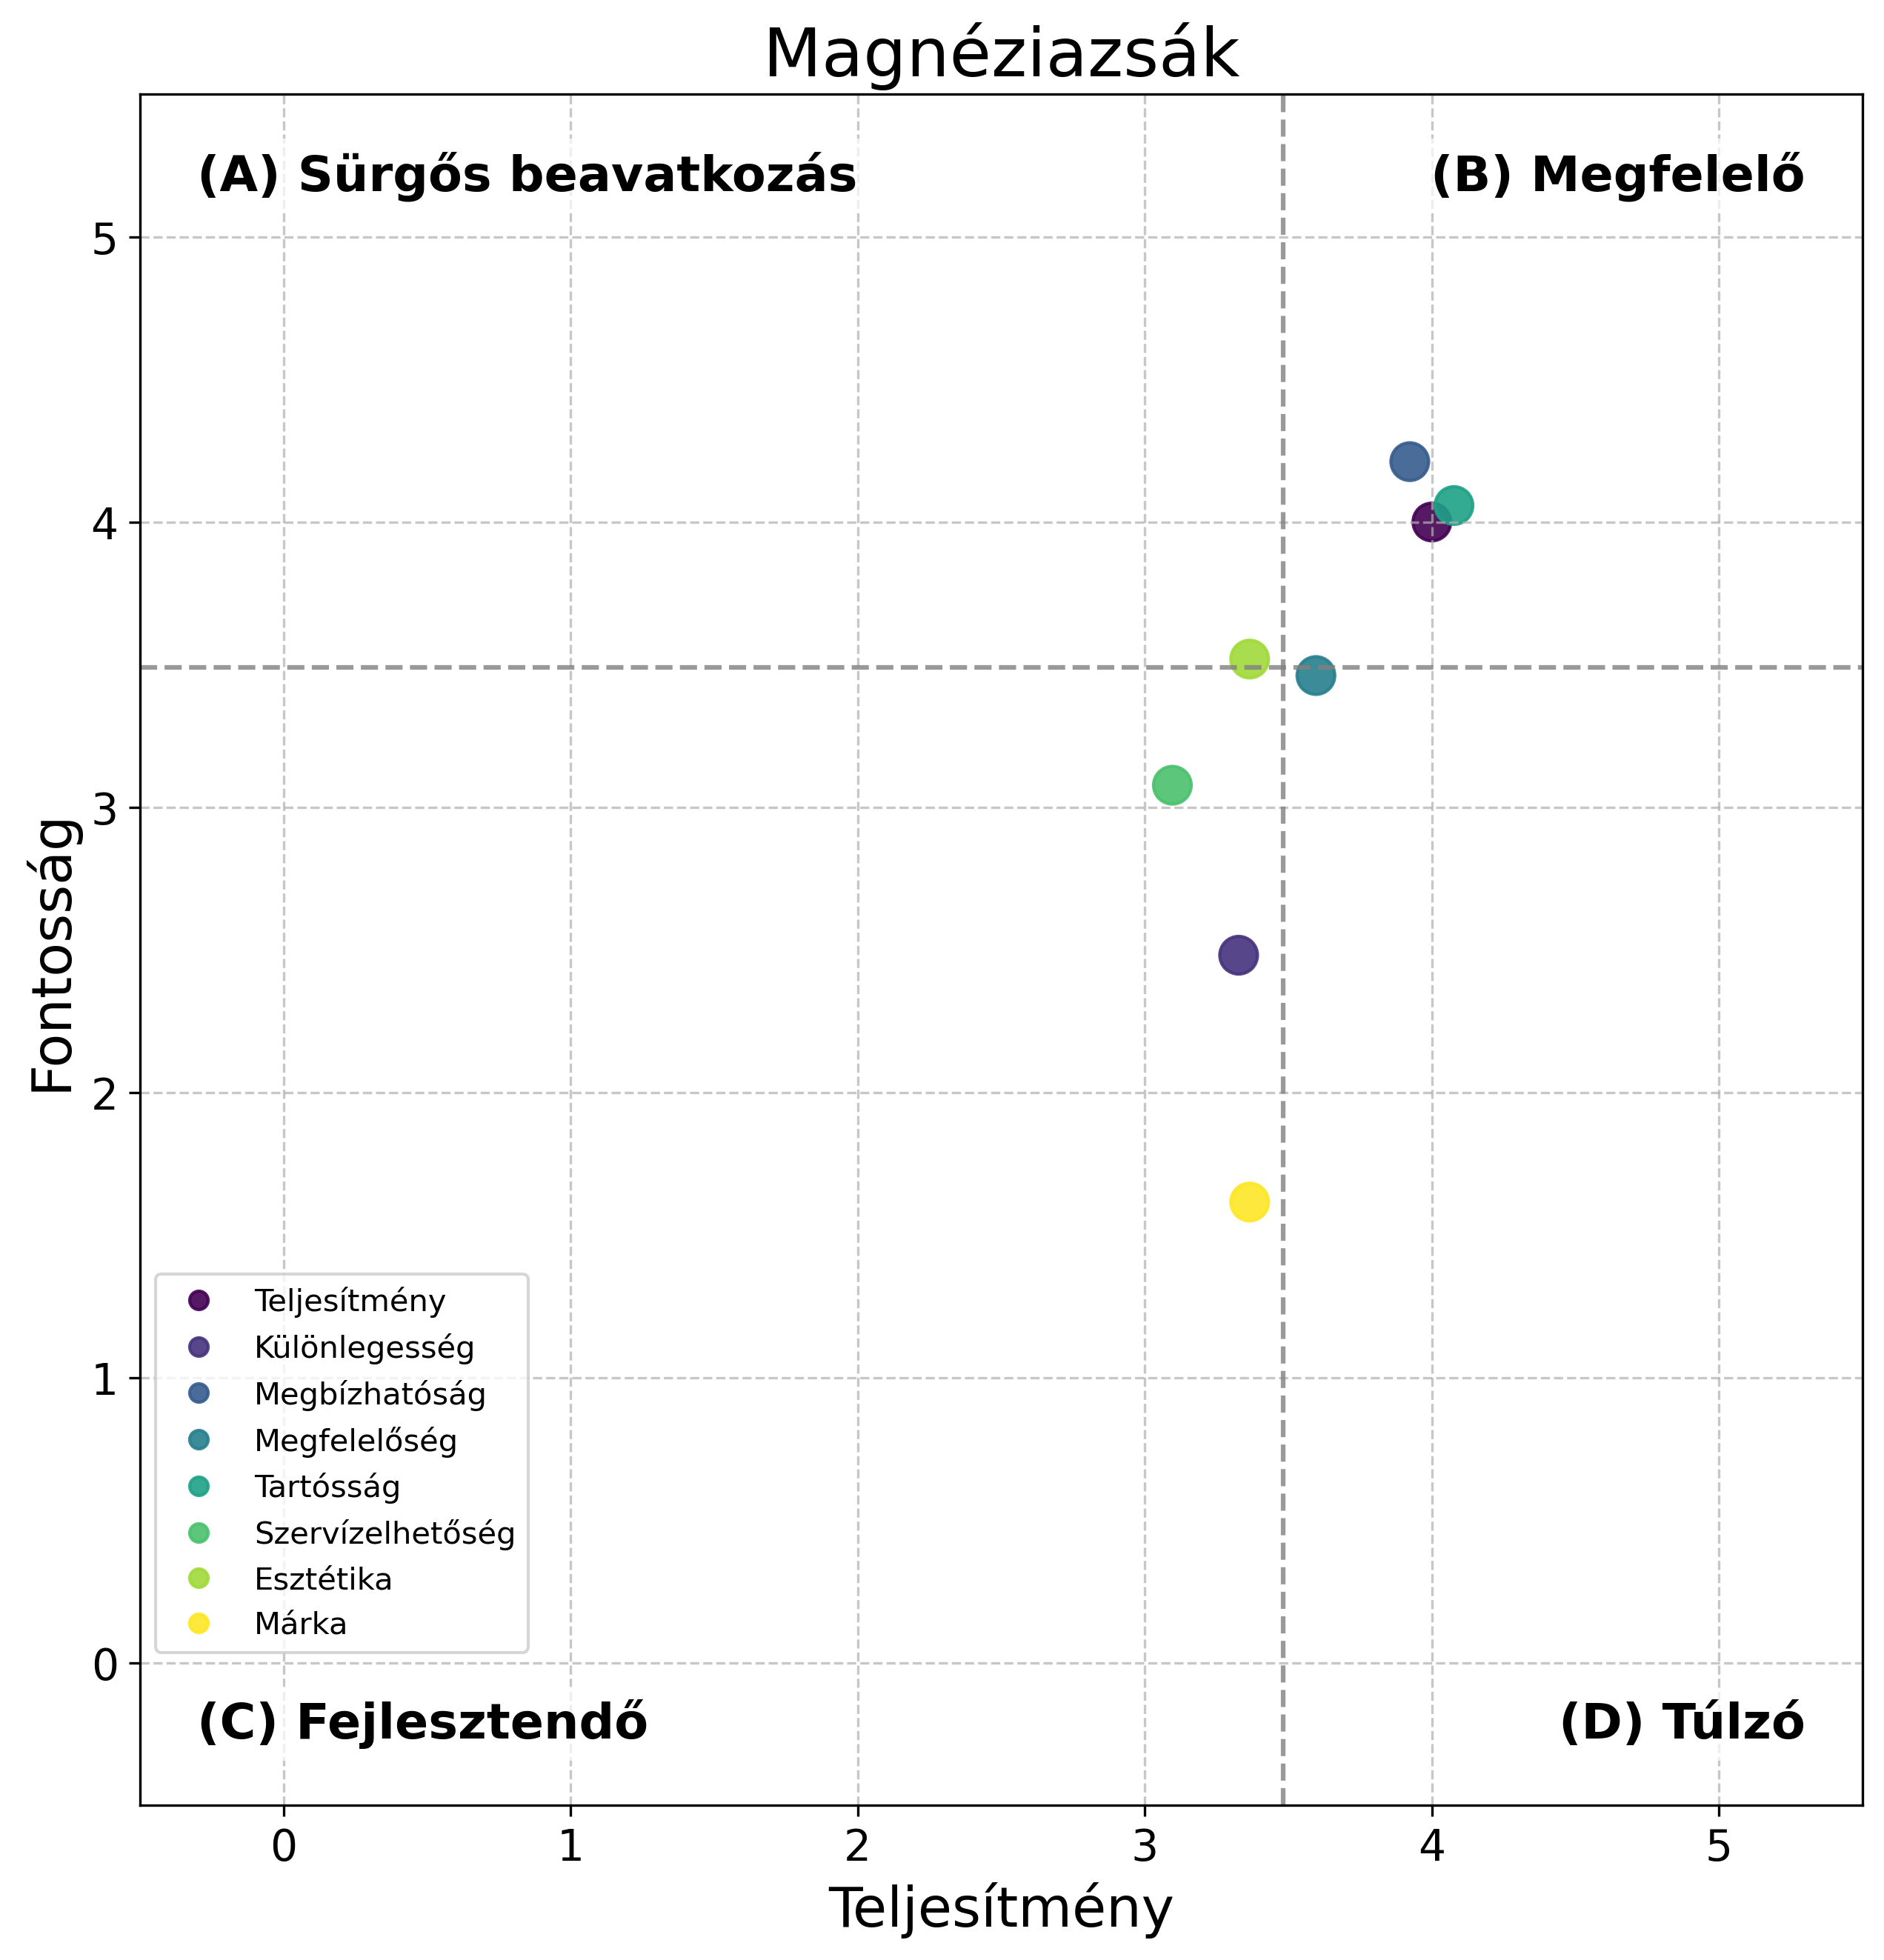 Magnéziazsák
(A) Sürgős beavatkozás
(B) Megfelelő
5
4
3
2
1
0
Fontosság
Teljesítmény
Különlegesség
Megbízhatóság
Megfelelőség
Tartósság
Szervízelhetőség
Esztétika
Márka
(C) Fejlesztendő
(D) Túlzó
0 1 2 3 4 5
Teljesítmény